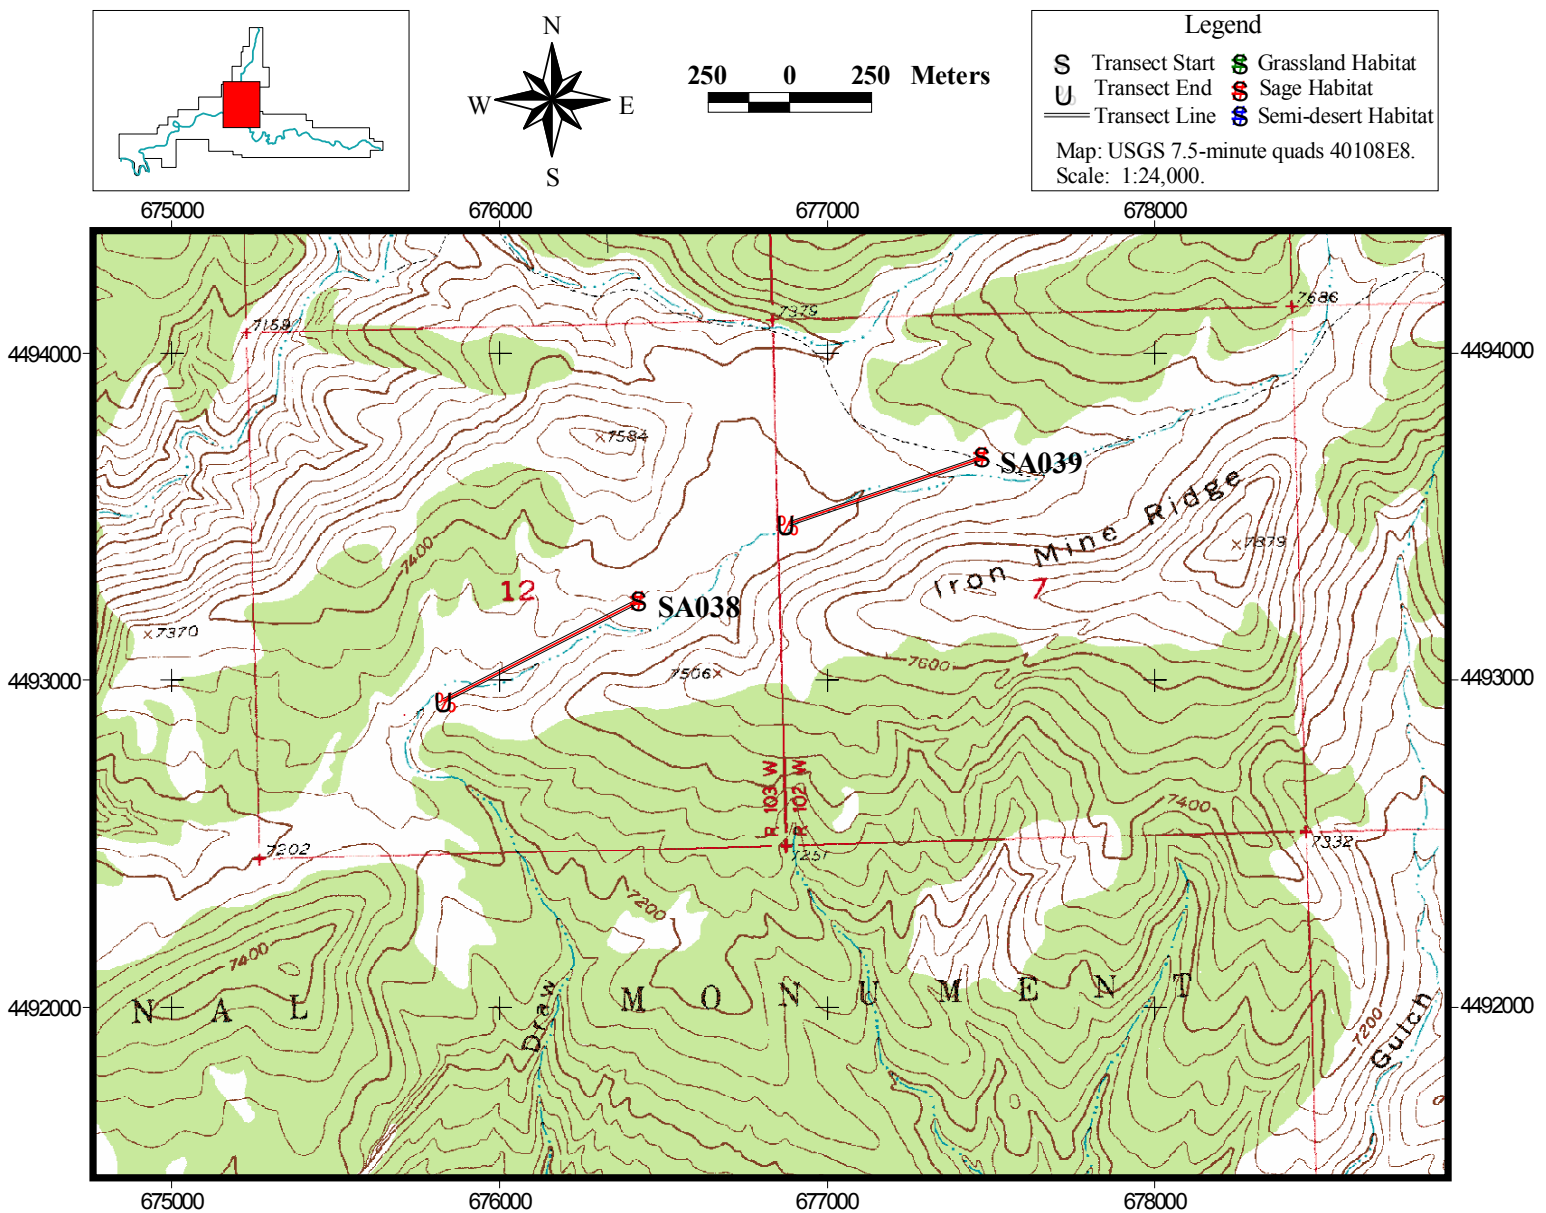 N
W E
S
250 0 250 Meters
Legend
S Transect Start S Grassland Habitat
U Transect End S Sage Habitat
Transect Line S Semi-desert Habitat
Map: USGS 7.5-minute quads 40108E8.
Scale: 1:24,000.
675000 676000 677000 678000
7159 7379 7686
4494000 4494000
7584
S SA039
U
Iron Mine Ridge
7879
7400
12 7
S SA038
7370
7600
7506
4493000 4493000
U
R 103 W R 102 W
7400
7202 7251 7332
7200
7400
N A L M O N U M E N T
4492000 4492000
Draw
7200
Gulch
675000 676000 677000 678000